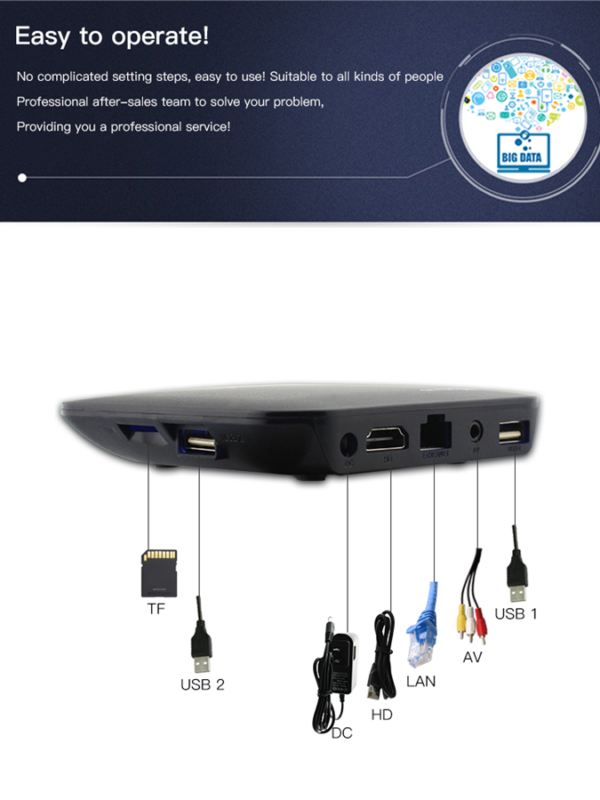 Easy to operate!
No complicated setting steps, easy to use! Suitable to all kinds of people
Professional after-sales team to solve your problem,
Providing you a professional service!
BIG DATA
TF
USB 2
DC
HD
LAN
AV
USB 1